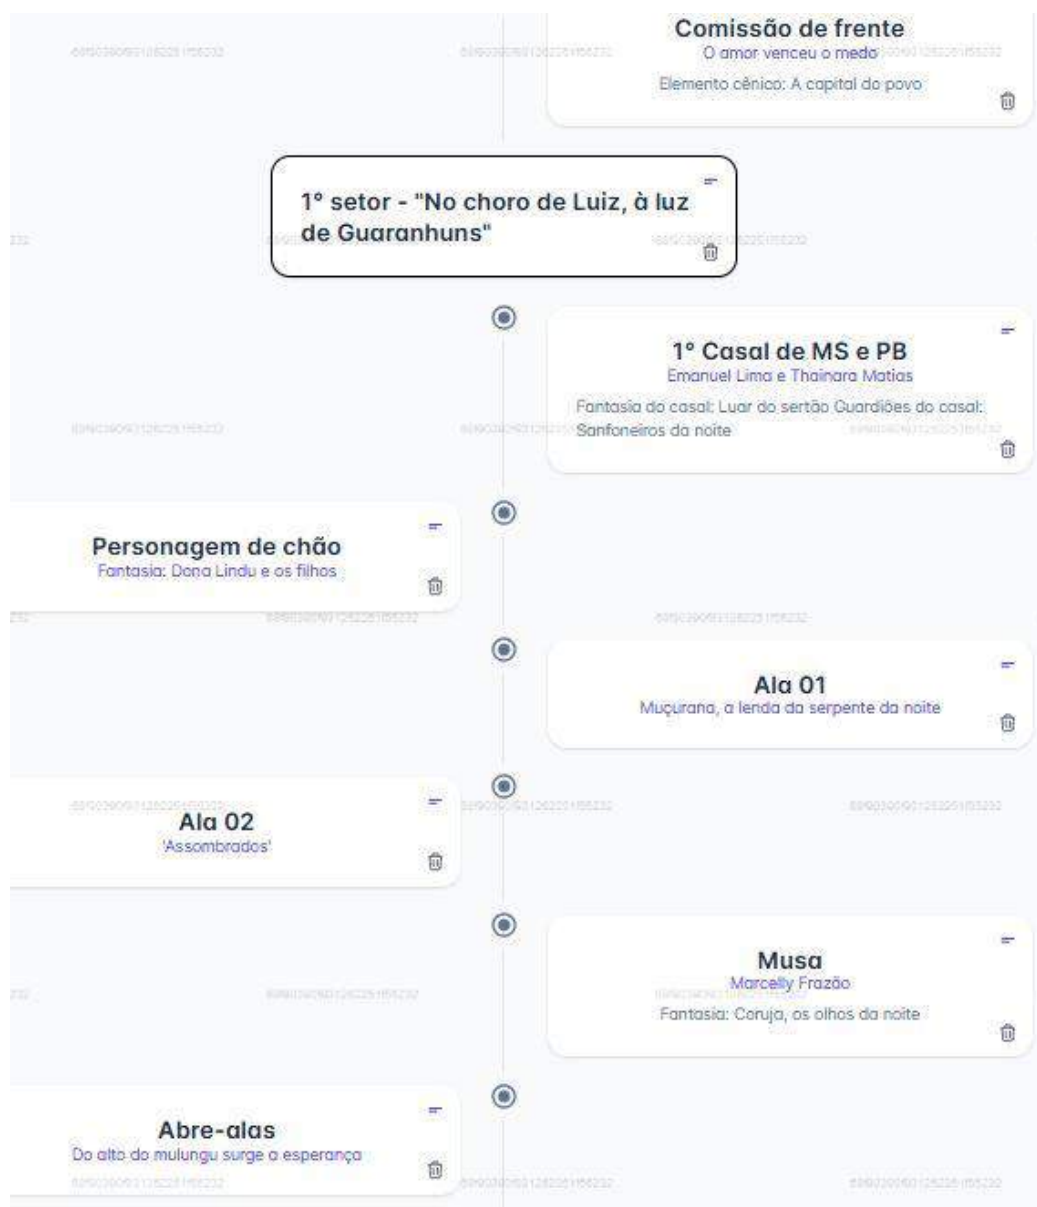 Comissão de frente
O amor venceu o medo
Elemento cênico: A capital do povo
1° setor - "No choro de Luiz, à luz
de Guaranhuns"
1° Casal de MS e PB
Emanuel Lima e Thainara Matias
Fantasia do casal: Luar do sertão Guardiões do casal:
Sanfoneiros da noite
Personagem de chão
Fantasia: Dona Lindu e os filhos
Ala 01
Muçurana, a lenda da serpente da noite
Ala 02
'Assombrados'
Musa
Marcelly Frazão
Fantasia: Coruja, os olhos da noite
Abre-alas
Do alto do mulungu surge a esperança